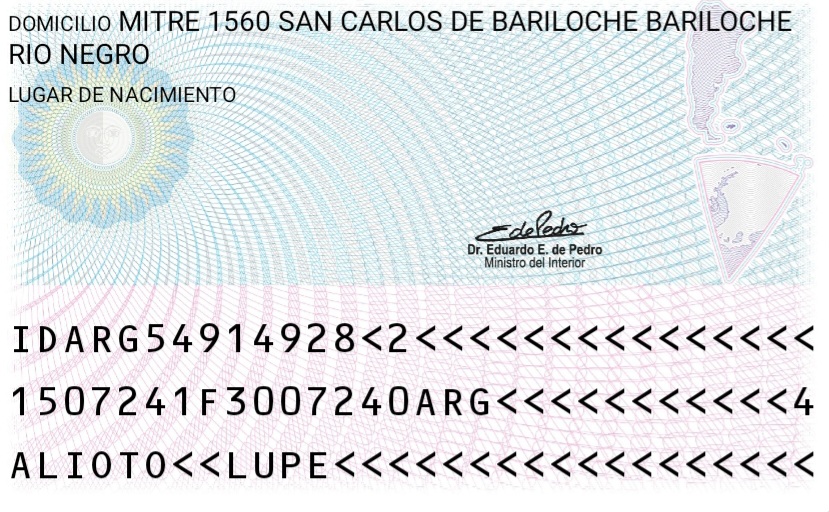 DOMICILIO MITRE 1560 SAN CARLOS DE BARILOCHE BARILOCHE
RIO NEGRO
LUGAR DE NACIMIENTO
EdePedro
Dr. Eduardo E. de Pedro
Ministro del Interior
IDARG54914928<2<<<<<<<<<<<<<<<
1507241F3007240ARG<<<<<<<<<<<4
ALIOTO<<LUPE<<<<<<<<<<<<<<<<<<